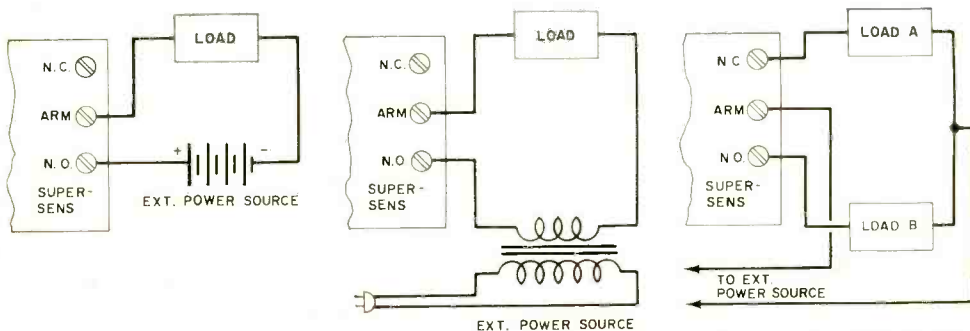 LOAD
N.C.
ARM
N.O.
SUPER-
SENS
+ -
EXT. POWER SOURCE
LOAD
N.C.
ARM
N.O.
SUPER-
SENS
EXT. POWER SOURCE
LOAD A
N.C
ARM
N.O.
SUPER-
SENS
LOAD B
TO EXT.
POWER SOURCE